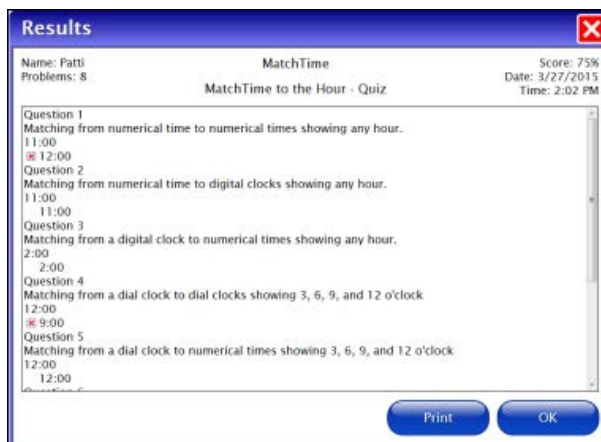 Results
Name: Patti
Problems: 8
MatchTime
MatchTime to the Hour - Quiz
Score: 75%
Date: 3/27/2015
Time: 2:02 PM
Question 1
Matching from numerical time to numerical times showing any hour.
11:00
12:00
Question 2
Matching from numerical time to digital clocks showing any hour.
11:00
11:00
Question 3
Matching from a digital clock to numerical times showing any hour.
2:00
2:00
Question 4
Matching from a dial clock to dial clocks showing 3, 6, 9, and 12 o'clock
12:00
9:00
Question 5
Matching from a dial clock to numerical times showing 3, 6, 9, and 12 o'clock
12:00
12:00
Print
OK